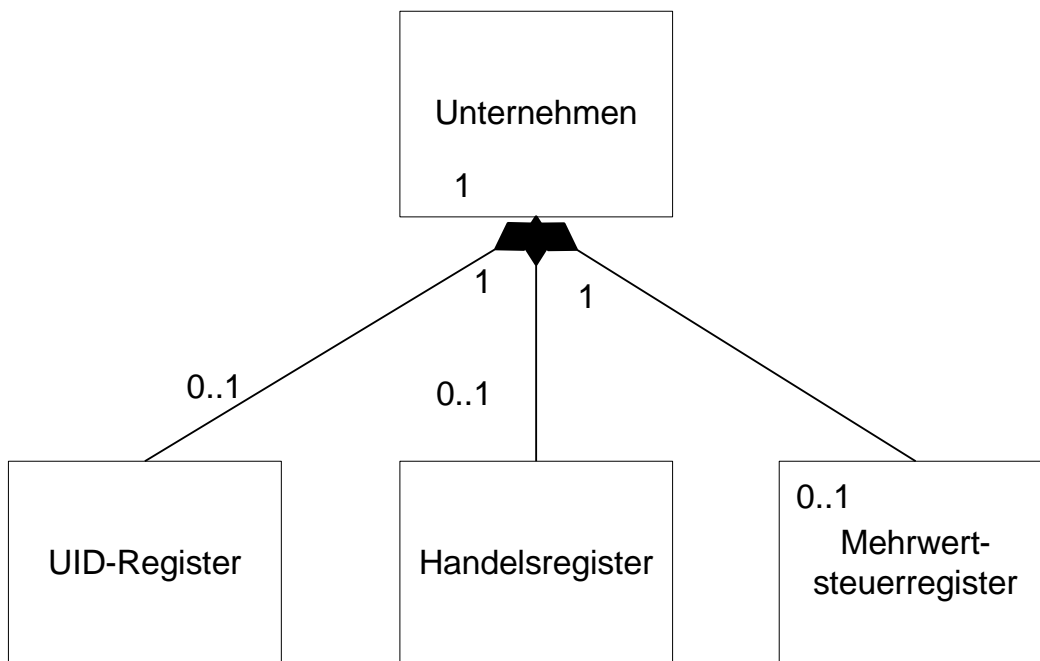 Unternehmen
1
1
1
0..1
0..1
0..1
UID-Register
Handelsregister
Mehrwert-
steuerregister